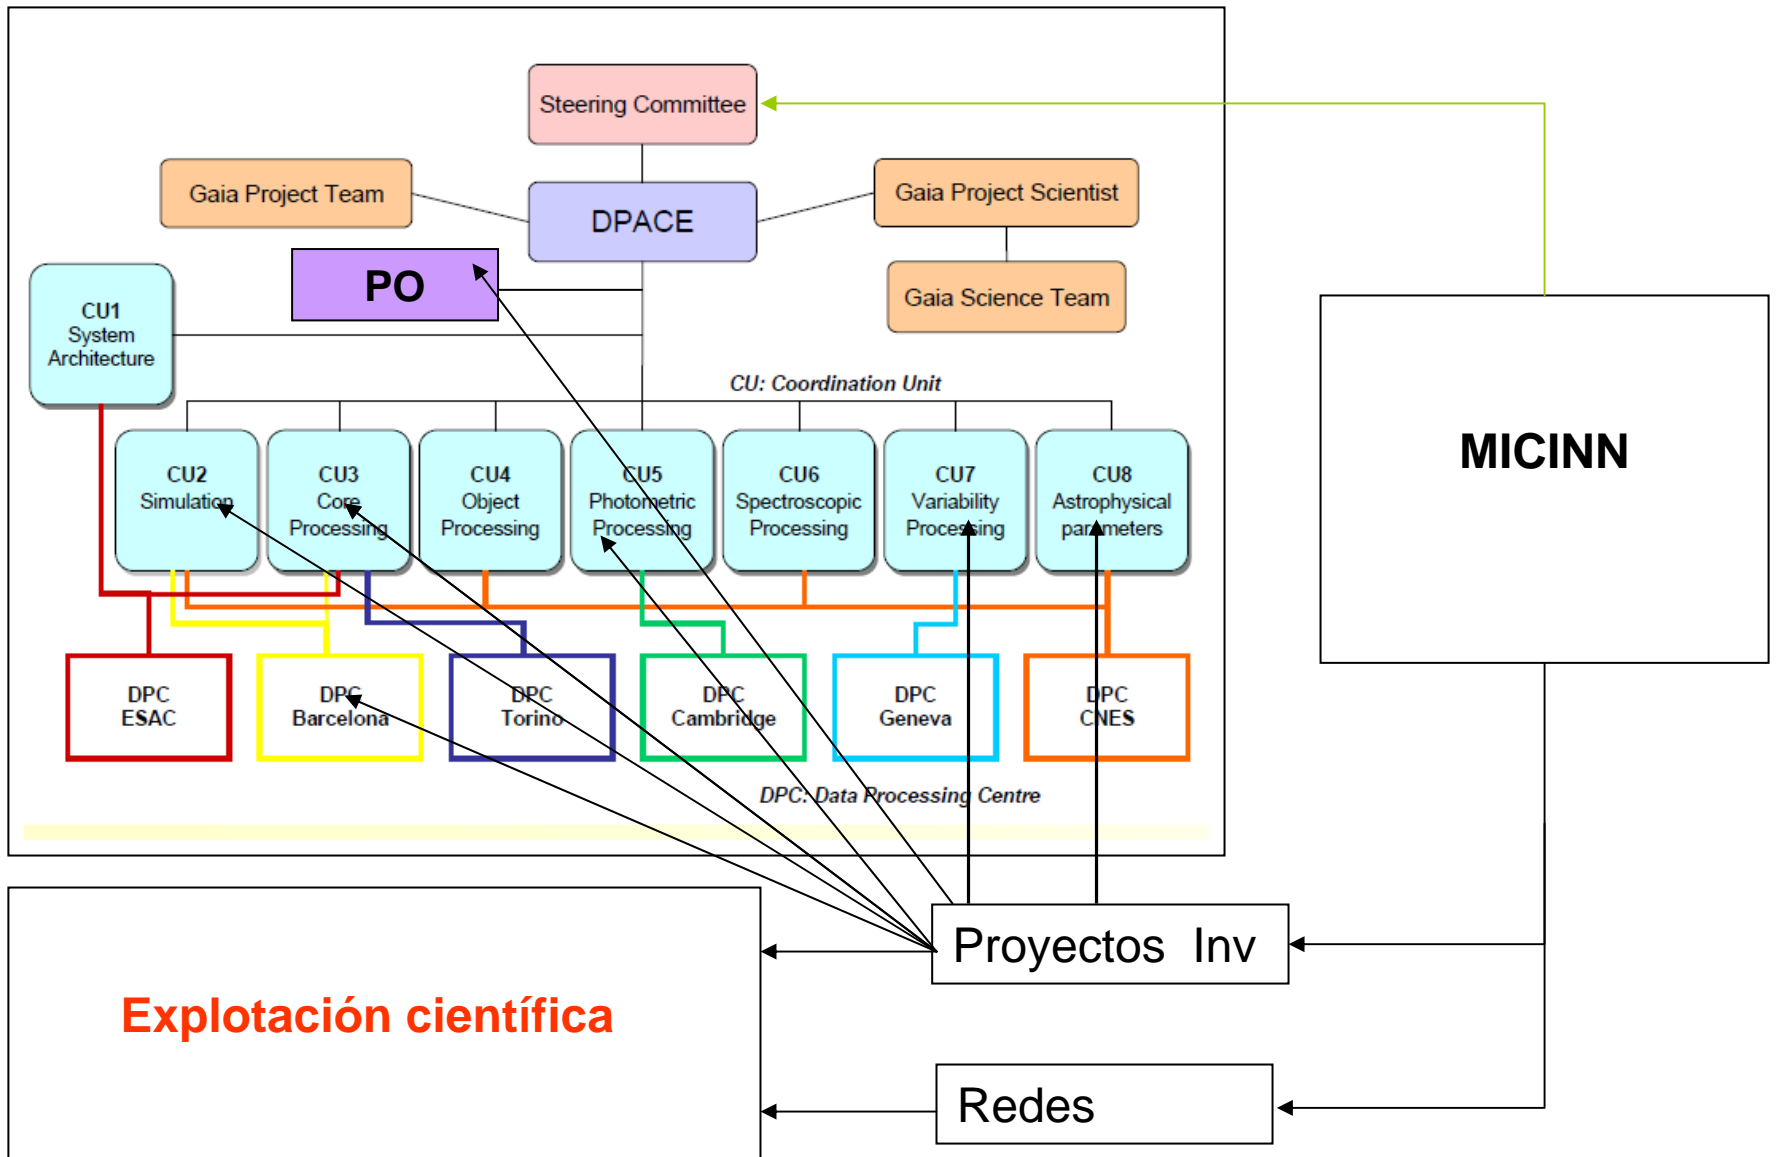 Steering Committee
Gaia Project Team
DPACE
Gaia Project Scientist
PO
Gaia Science Team
CU1
System
Architecture
CU: Coordination Unit
MICINN
CU2
Simulation
CU3
Core
Processing
CU4
Object
Processing
CU5
Photometric
Processing
CU6
Spectroscopic
Processing
CU7
Variability
Processing
CU8
Astrophysical
parameters
DPC
ESAC
DPC
Barcelona
DPC
Torino
DPC
Cambridge
DPC
Geneva
DPC
CNES
DPC: Data Processing Centre
Proyectos Inv
Explotación científica
Redes